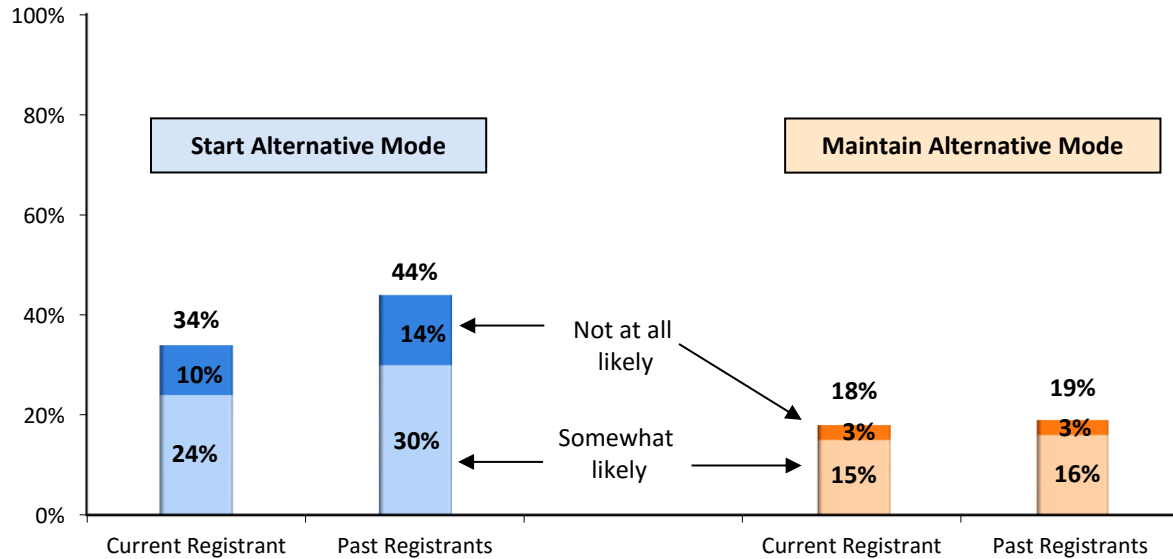 100%
80%
60%
40%
20%
0%
Start Alternative Mode
Maintain Alternative Mode
34%
10%
24%
44%
14%
30%
Not at all
likely
Somewhat
likely
18%
3%
15%
19%
3%
16%
Current Registrant
Past Registrants
Current Registrant
Past Registrants